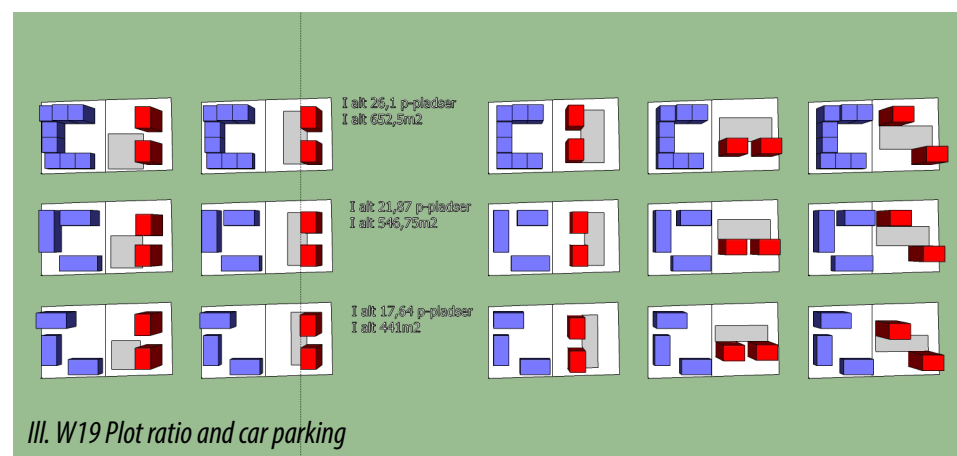 I alt 26,1 p-pladser
I alt 652,5m2
I alt 21,87 p-pladser
I alt 546,75m2
I alt 17,64 p-pladser
I alt 441m2
Ill. W19 Plot ratio and car parking